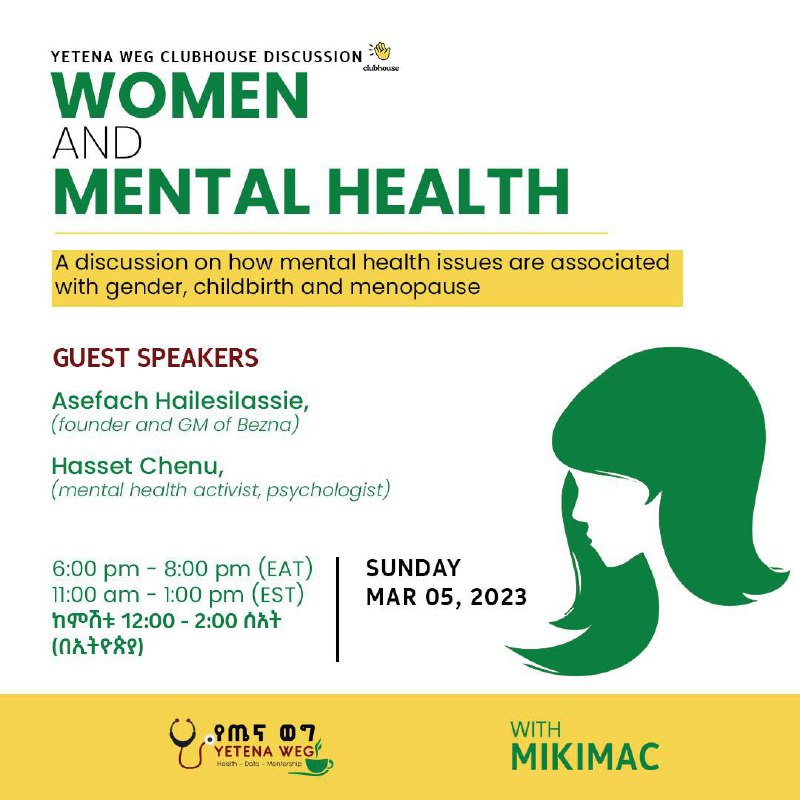 YETENA WEG CLUBHOUSE DISCUSSION
clubhouse
WOMEN
AND
MENTAL HEALTH
A discussion on how mental health issues are associated
with gender, childbirth and menopause
GUEST SPEAKERS
Asefach Hailesilassie,
(founder and GM of Bezna)
Hasset Chenu,
(mental health activist, psychologist)
6:00 pm - 8:00 pm (EAT)
11:00 am - 1:00 pm (EST)
ከምሽቱ 12:00 - 2:00 ሰአት
(በኢትዮጵያ)
SUNDAY
MAR 05, 2023
የጤና ወግ
YETENA WEG
Health - Data - Mentorship
WITH
MIKIMAC